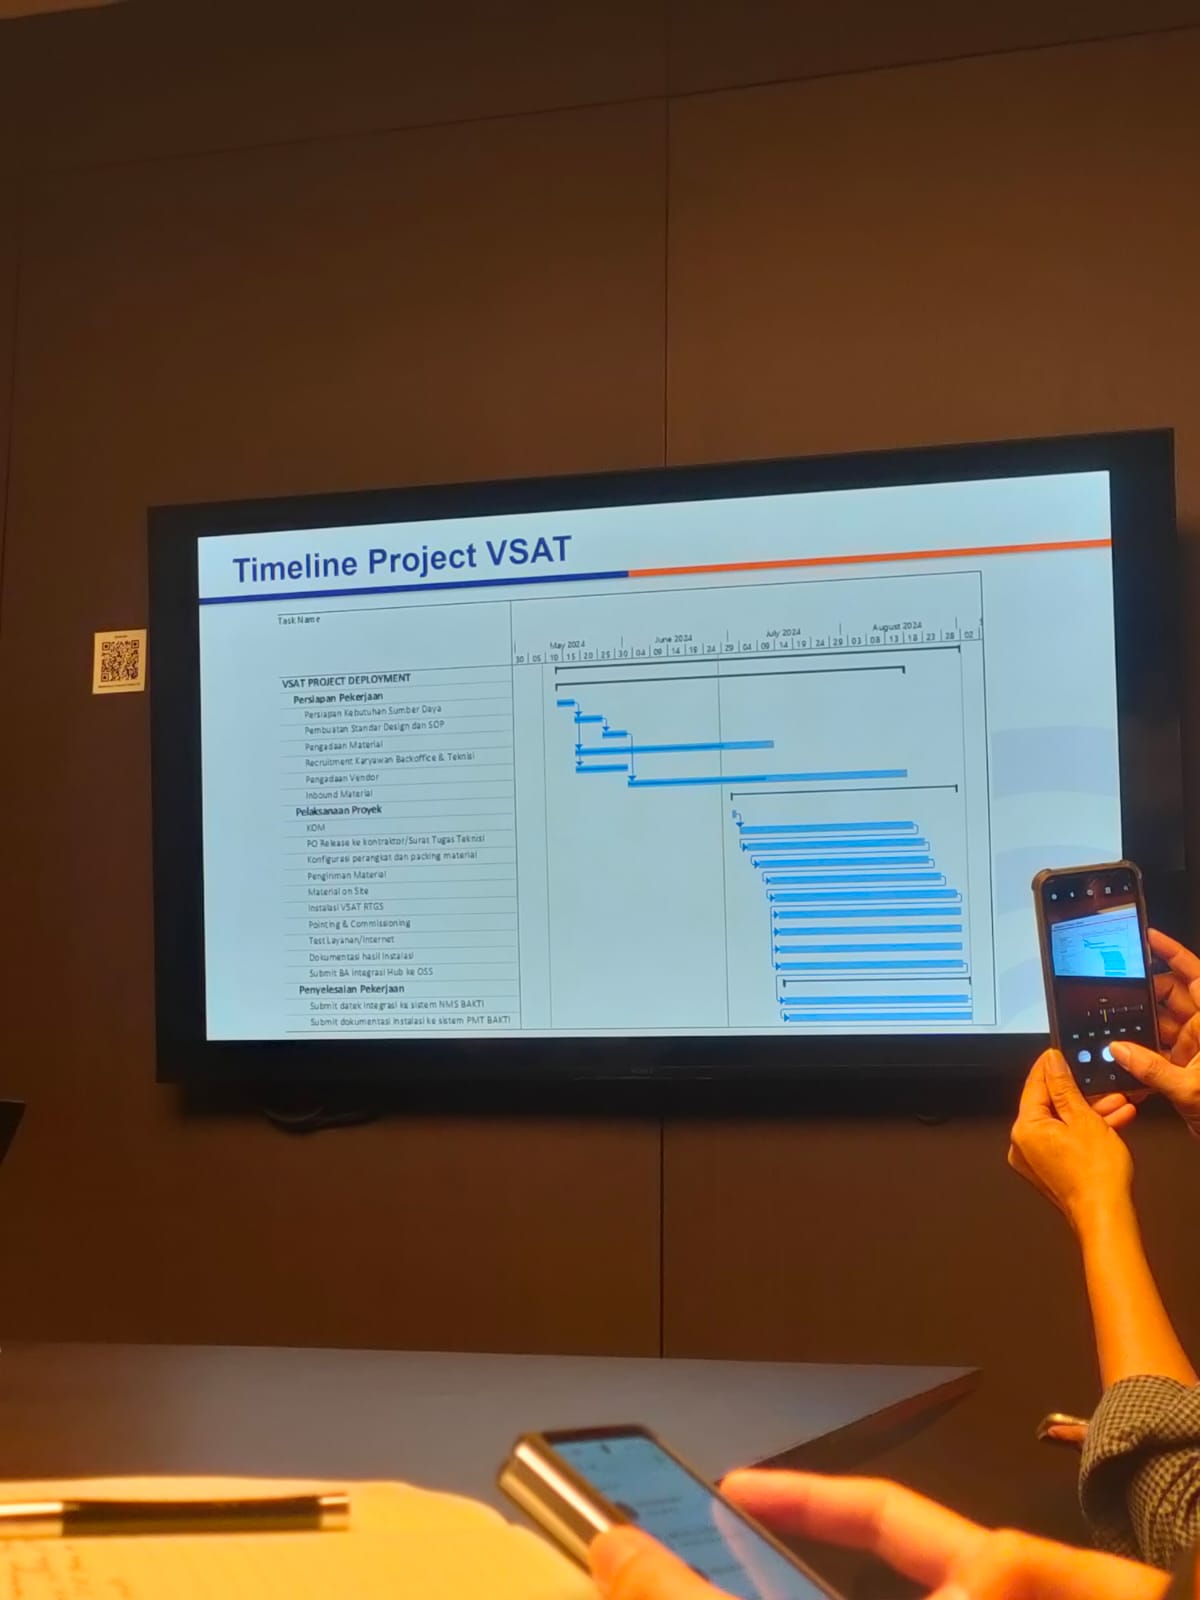 Timeline Project VSAT
Task Name
May 2024 June 2024 July 2024 August 2024
30 05 10 15 20 25 30 04 09 14 19 24 29 04 09 14 19 24 29 03 08 13 18 23 28 02
VSAT PROJECT DEPLOYMENT
Persiapan Pekerjaan
Persiapan Kebutuhan Sumber Daya
Pembuatan Standar Design dan SOP
Pengadaan Material
Recruitment Karyawan Backoffice & Teknisi
Pengadaan Vendor
Inbound Material
Pelaksanaan Proyek
KOM
PO Release ke kontraktor/Surat Tugas Teknisi
Konfigurasi perangkat dan packing material
Pengiriman Material
Material on Site
Instalasi VSAT RTGS
Pointing & Commissioning
Test Layanan/Internet
Dokumentasi hasil Instalasi
Submit BA Integrasi Hub ke OSS
Penyelesaian Pekerjaan
Submit datek integrasi ke sistem NMS BAKTI
Submit dokumentasi instalasi ke sistem PMT BAKTI